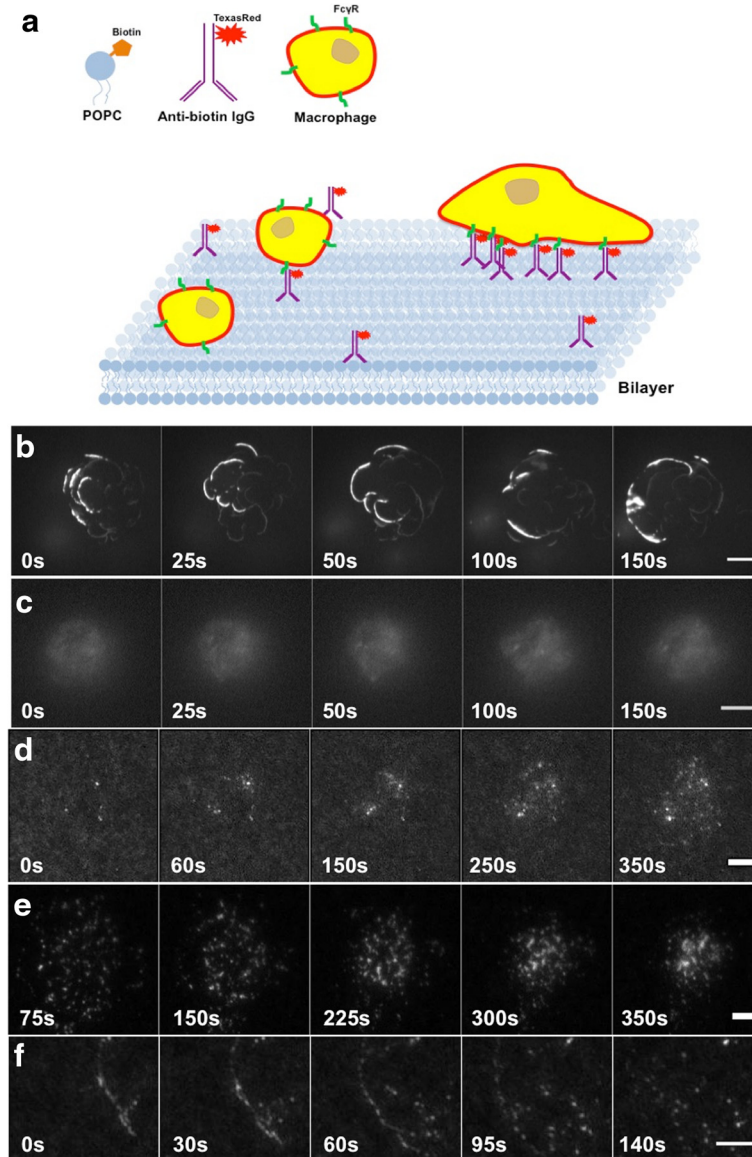 a
TexasRed
FcγR
Biotin
POPC
Anti-biotin IgG
Macrophage
Bilayer
b
0s 25s 50s 100s 150s
c
0s 25s 50s 100s 150s
d
0s 60s 150s 250s 350s
e
75s 150s 225s 300s 350s
f
0s 30s 60s 95s 140s